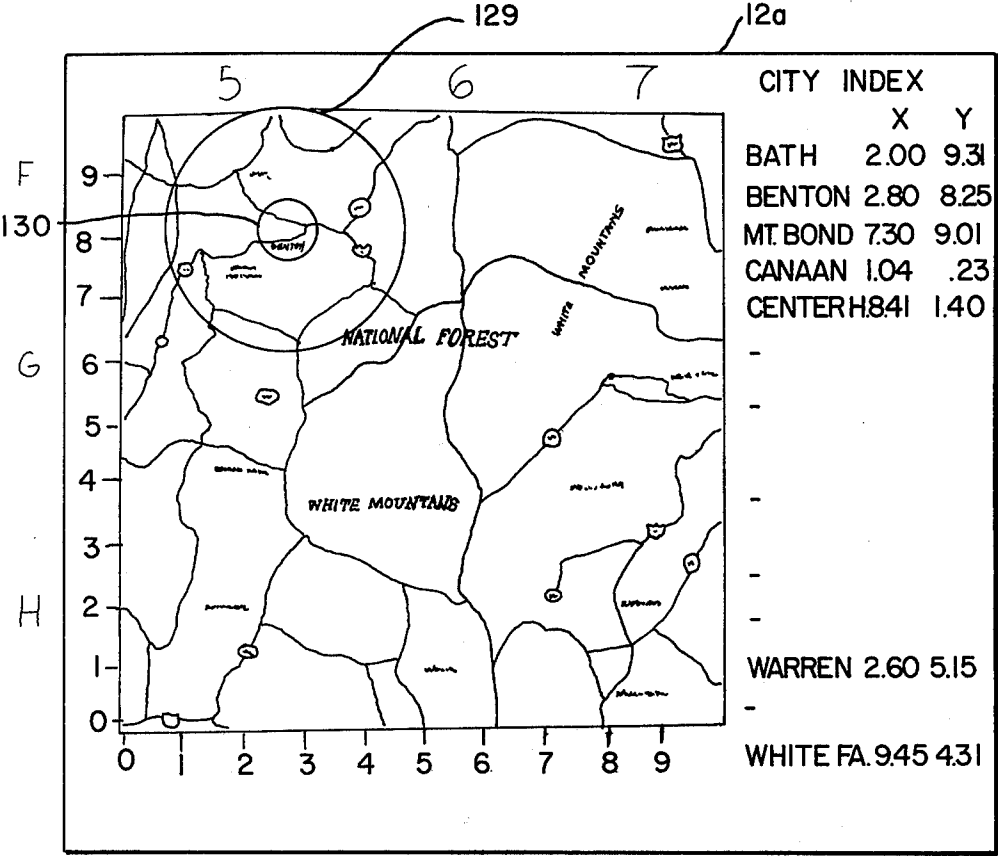 129
12a
5 6 7
CITY INDEX
X Y
BATH 2.00 9.31
BENTON 2.80 8.25
MT. BOND 7.30 9.01
CANAAN 1.04 .23
CENTER H. 8.41 1.40
-
-
-
-
-
WARREN 2.60 5.15
-
WHITE FA. 9.45 4.31
F
G
H
130
9
8
7
6
5
4
3
2
1
0
BENTON
MOUNTAINS
WHITE
NATIONAL FOREST
WHITE MOUNTANS
0 1 2 3 4 5 6 7 8 9